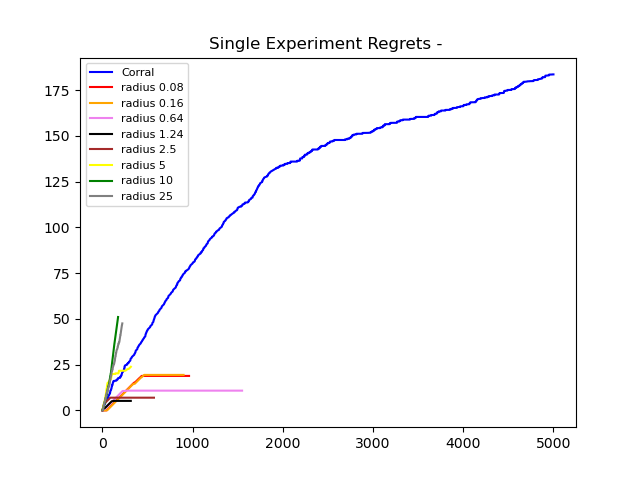 Single Experiment Regrets -
Corral
radius 0.08
radius 0.16
radius 0.64
radius 1.24
radius 2.5
radius 5
radius 10
radius 25
175
150
125
100
75
50
25
0
0 1000 2000 3000 4000 5000